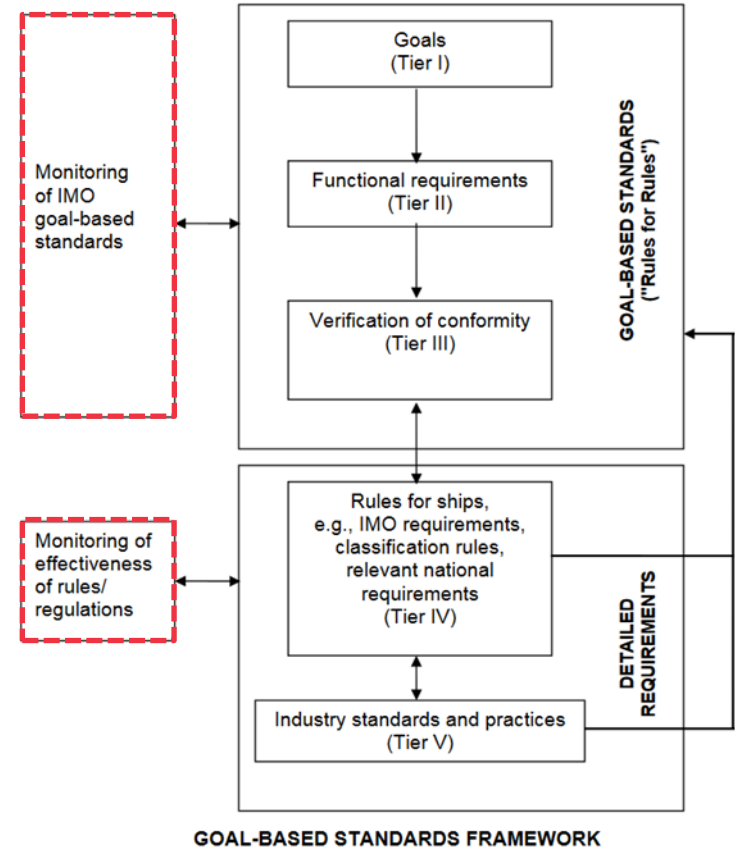 Goals
(Tier I)
Functional requirements
(Tier II)
Verification of conformity
(Tier III)
GOAL-BASED STANDARDS
("Rules for Rules")
Monitoring
of IMO
goal-based
standards
Rules for ships,
e.g., IMO requirements,
classification rules,
relevant national
requirements
(Tier IV)
Monitoring of
effectiveness
of rules/
regulations
Industry standards and practices
(Tier V)
DETAILED
REQUIREMENTS
GOAL-BASED STANDARDS FRAMEWORK